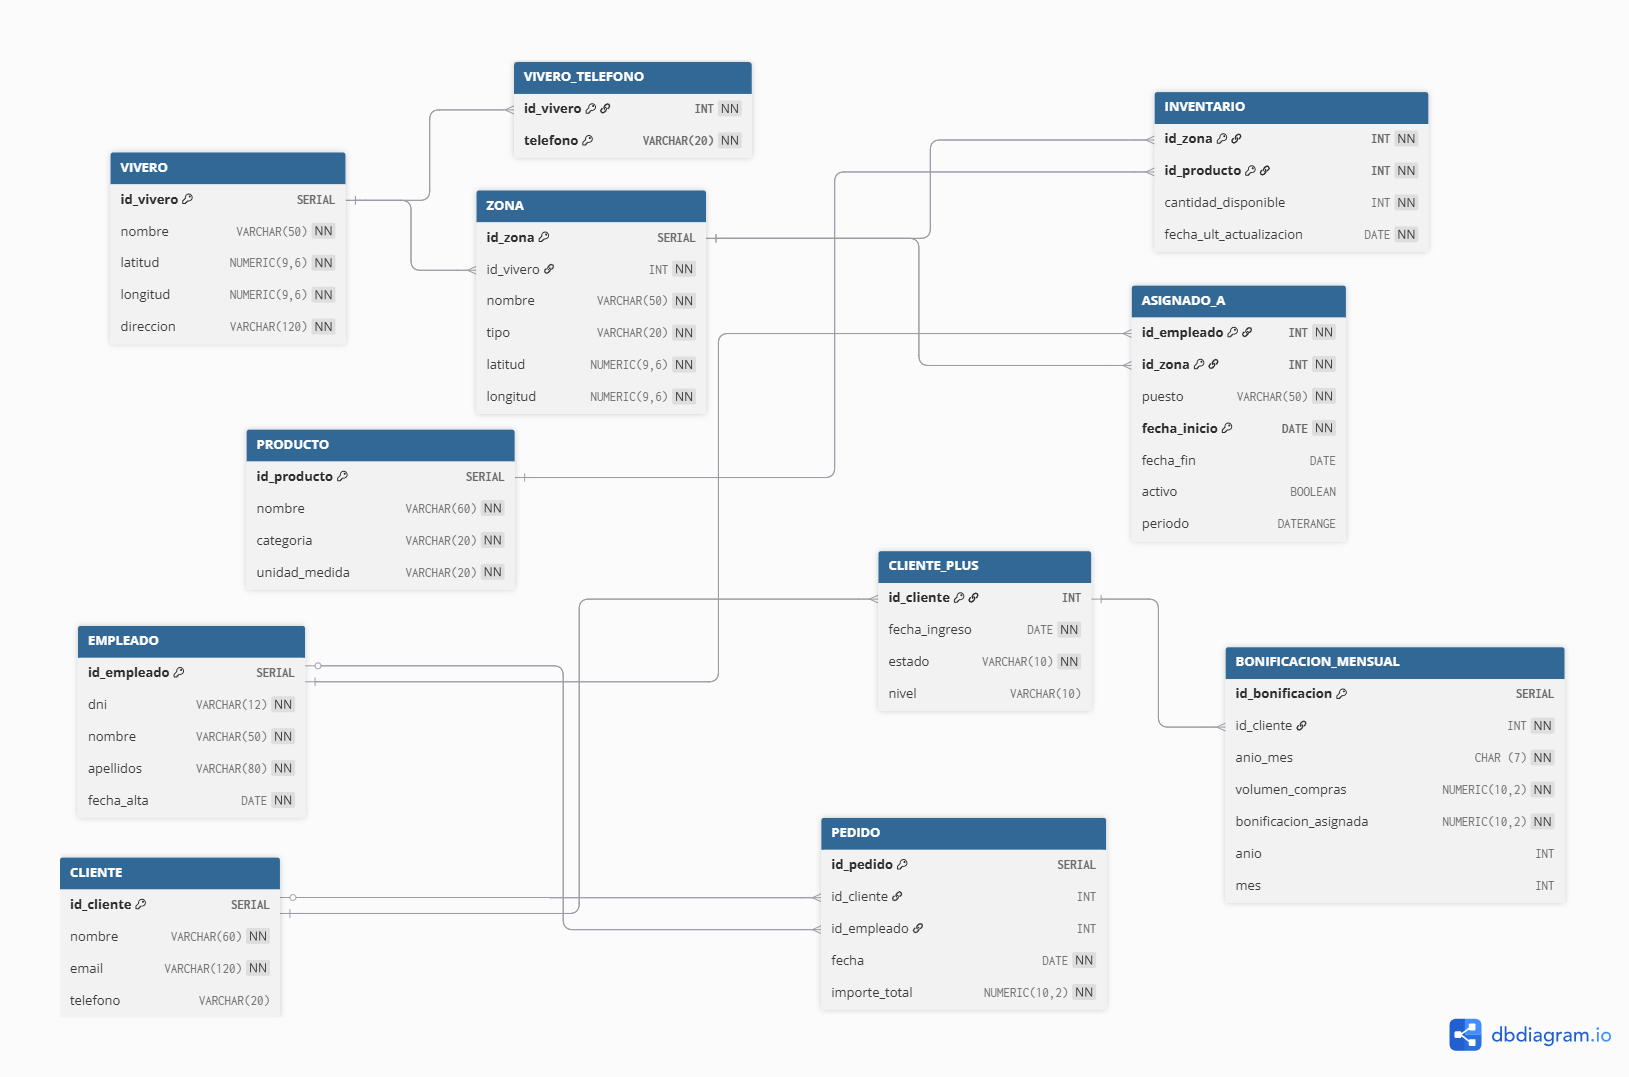 VIVERO_TELEFONO
id_vivero INT NN
telefono VARCHAR(20) NN
INVENTARIO
id_zona INT NN
id_producto INT NN
cantidad_disponible INT NN
fecha_ult_actualizacion DATE NN
VIVERO
id_vivero SERIAL
nombre VARCHAR(50) NN
latitud NUMERIC(9,6) NN
longitud NUMERIC(9,6) NN
direccion VARCHAR(120) NN
ZONA
id_zona SERIAL
id_vivero INT NN
nombre VARCHAR(50) NN
tipo VARCHAR(20) NN
latitud NUMERIC(9,6) NN
longitud NUMERIC(9,6) NN
ASIGNADO_A
id_empleado INT NN
id_zona INT NN
puesto VARCHAR(50) NN
fecha_inicio DATE NN
fecha_fin DATE
activo BOOLEAN
periodo DATERANGE
PRODUCTO
id_producto SERIAL
nombre VARCHAR(60) NN
categoria VARCHAR(20) NN
unidad_medida VARCHAR(20) NN
CLIENTE_PLUS
id_cliente INT
fecha_ingreso DATE NN
estado VARCHAR(10) NN
nivel VARCHAR(10)
EMPLEADO
id_empleado SERIAL
dni VARCHAR(12) NN
nombre VARCHAR(50) NN
apellidos VARCHAR(80) NN
fecha_alta DATE NN
BONIFICACION_MENSUAL
id_bonificacion SERIAL
id_cliente INT NN
anio_mes CHAR (7) NN
volumen_compras NUMERIC(10,2) NN
bonificacion_asignada NUMERIC(10,2) NN
anio INT
mes INT
PEDIDO
id_pedido SERIAL
id_cliente INT
id_empleado INT
fecha DATE NN
importe_total NUMERIC(10,2) NN
CLIENTE
id_cliente SERIAL
nombre VARCHAR(60) NN
email VARCHAR(120) NN
telefono VARCHAR(20)
dbdiagram.io